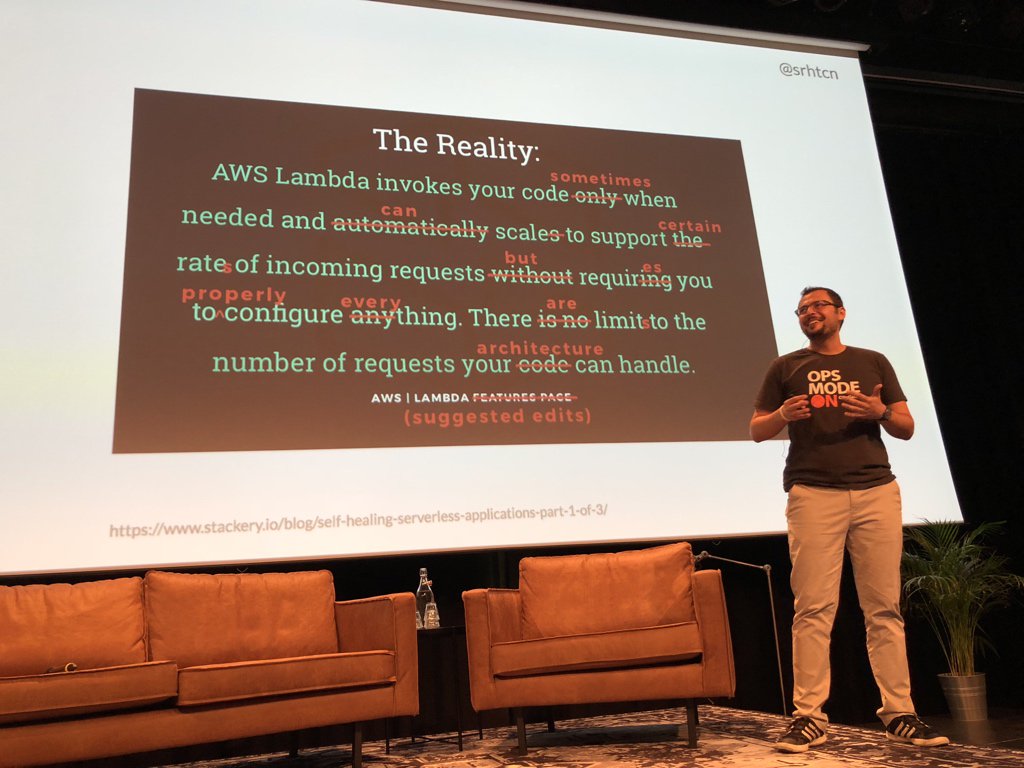 @srhtcn
The Reality:
sometimes
AWS Lambda invokes your code only when
can certain
needed and automatically scales to support the
but es
rates of incoming requests without requiring you
properly every are
to ^ configure anything. There is no limits to the
architecture
number of requests your code can handle.
AWS | LAMBDA FEATURES PAGE
(suggested edits)
https://www.stackery.io/blog/self-healing-serverless-applications-part-1-of-3/
OPS
MODE
ON